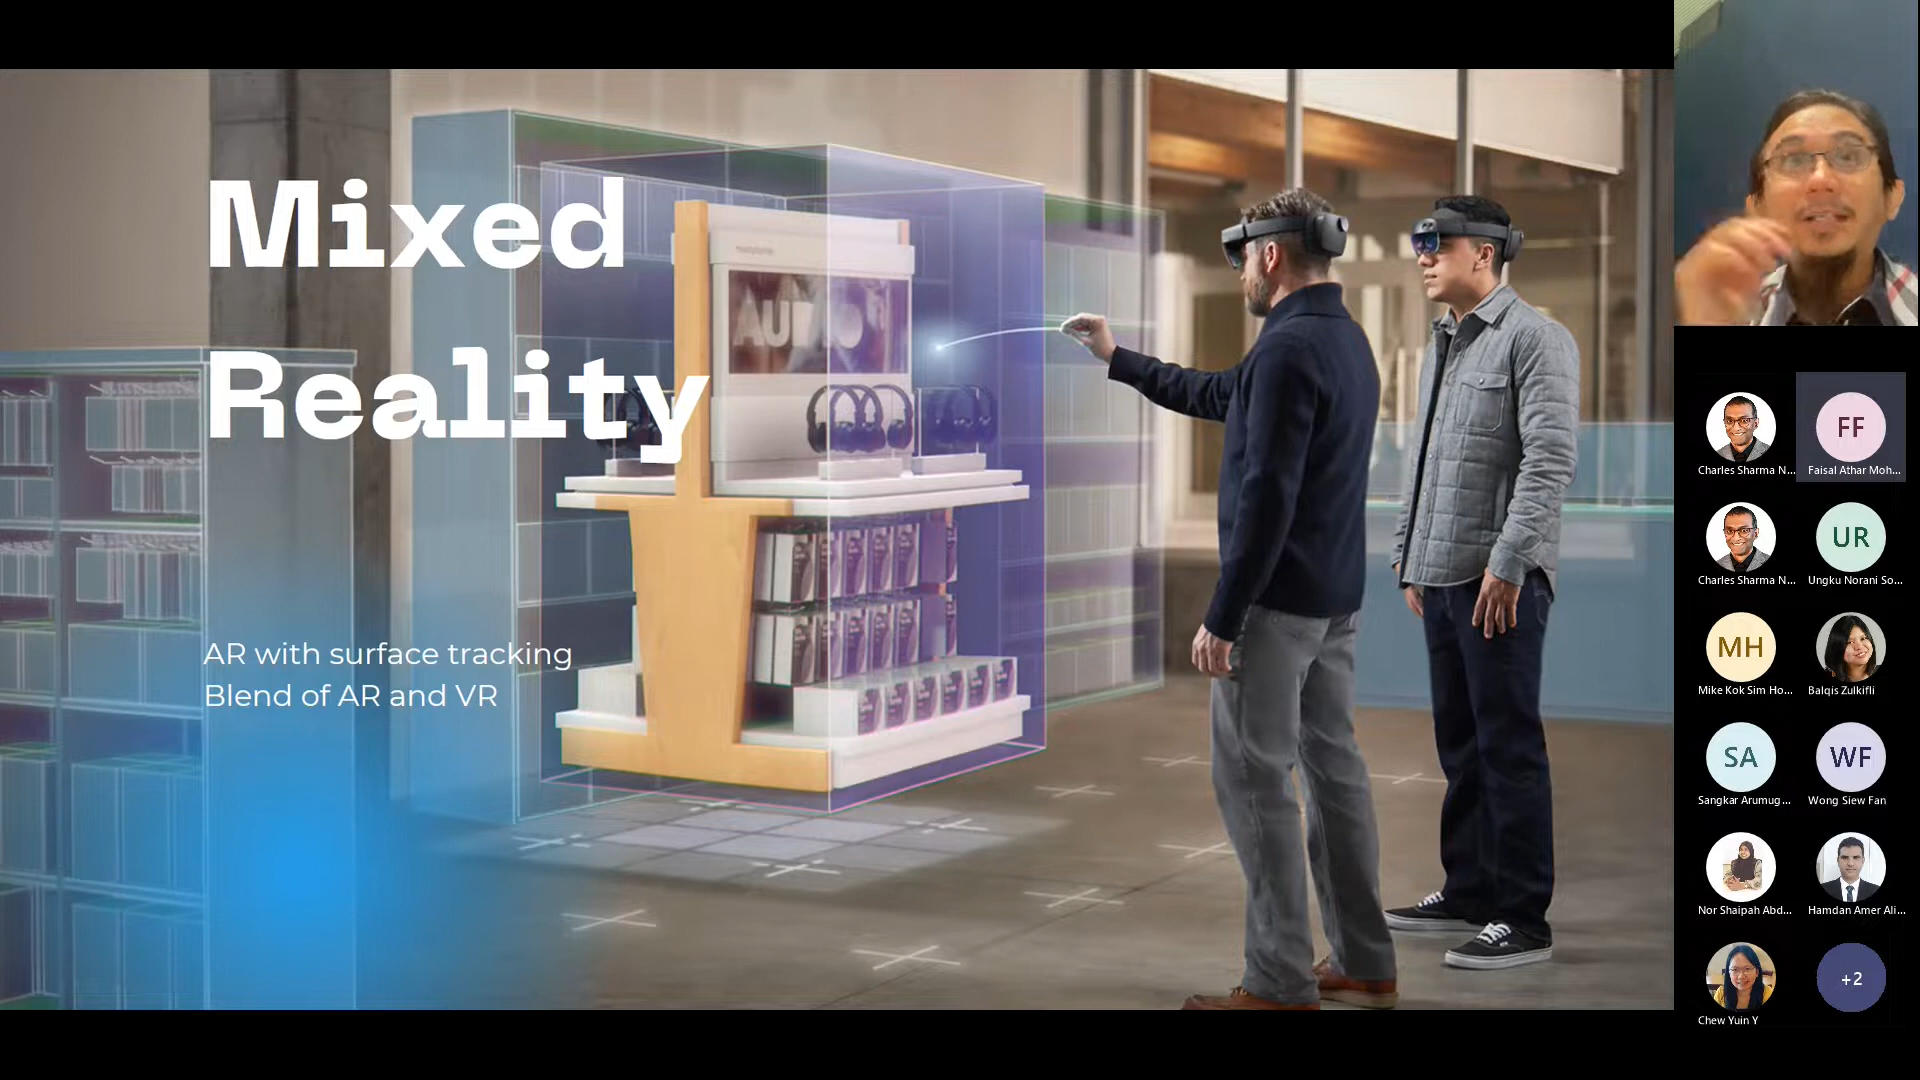 Mixed
Reality
AR with surface tracking
Blend of AR and VR
Charles Sharma N...
FF
Faisal Athar Moh...
Charles Sharma N...
UR
Ungku Norani So...
MH
Mike Kok Sim Ho...
Balqis Zulkifli
SA
Sangkar Arumug...
WF
Wong Siew Fan
Nor Shaipah Abd...
Hamdan Amer Ali...
Chew Yuin Y
+2